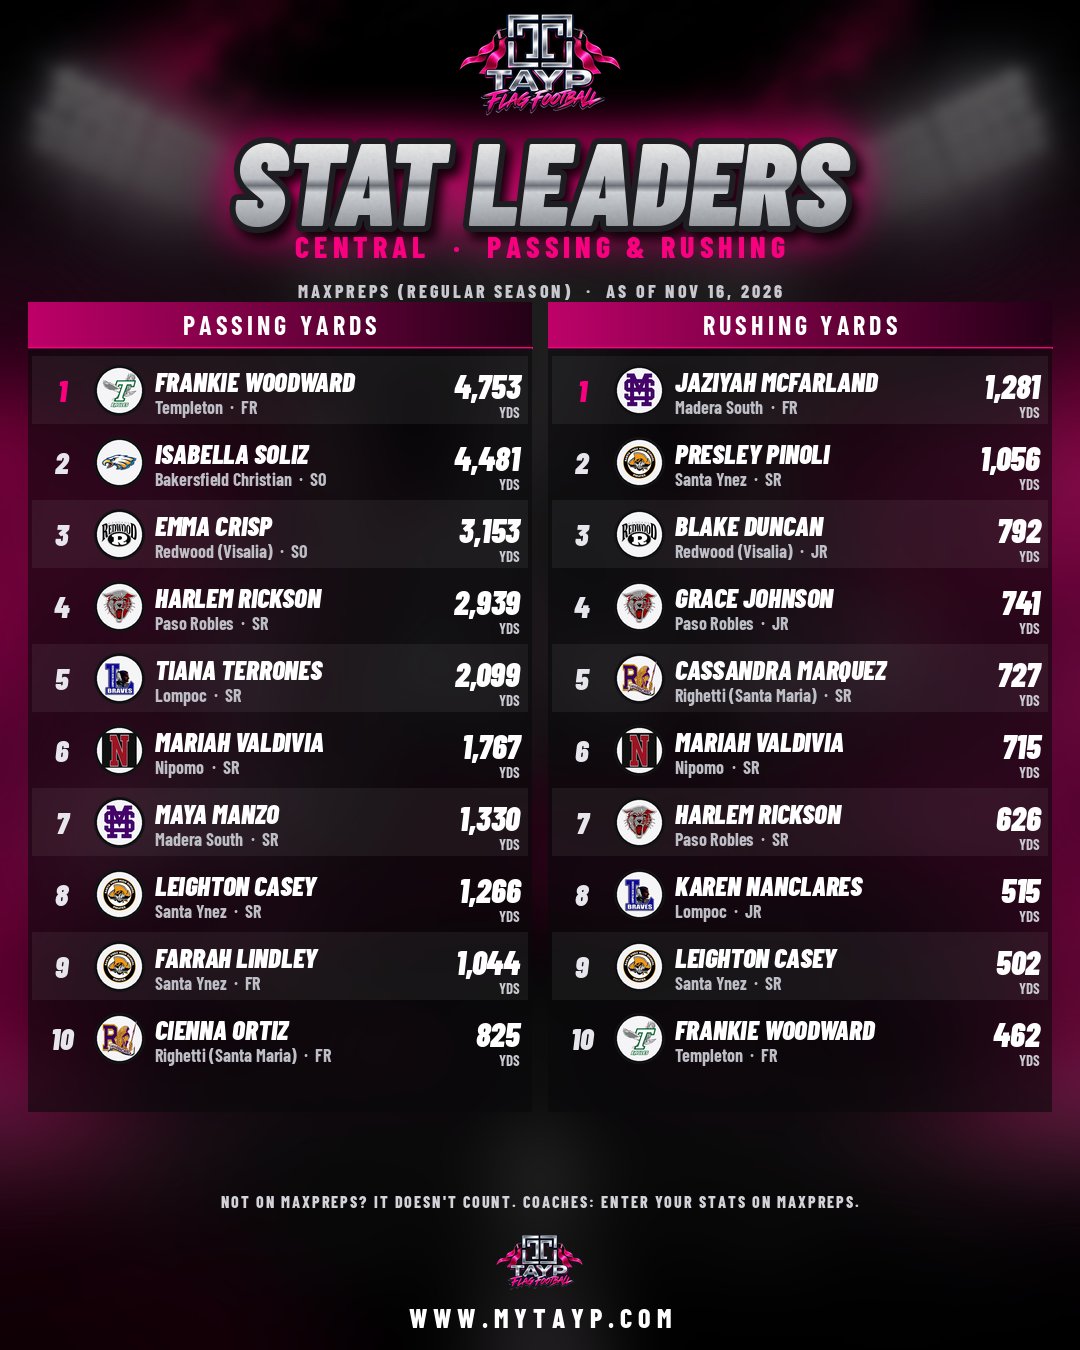 TAYP
FLAG FOOTBALL
STAT LEADERS
CENTRAL · PASSING & RUSHING
MAXPREPS (REGULAR SEASON) · AS OF NOV 16, 2026
PASSING YARDS
1 FRANKIE WOODWARD 4,753
Templeton · FR YDS
2 ISABELLA SOLIZ 4,481
Bakersfield Christian · SO YDS
3 EMMA CRISP 3,153
Redwood (Visalia) · SO YDS
4 HARLEM RICKSON 2,939
Paso Robles · SR YDS
5 TIANA TERRONES 2,099
Lompoc · SR YDS
6 MARIAH VALDIVIA 1,767
Nipomo · SR YDS
7 MAYA MANZO 1,330
Madera South · SR YDS
8 LEIGHTON CASEY 1,266
Santa Ynez · SR YDS
9 FARRAH LINDLEY 1,044
Santa Ynez · FR YDS
10 CIENNA ORTIZ 825
Righetti (Santa Maria) · FR YDS
RUSHING YARDS
1 JAZIYAH MCFARLAND 1,281
Madera South · FR YDS
2 PRESLEY PINOLI 1,056
Santa Ynez · SR YDS
3 BLAKE DUNCAN 792
Redwood (Visalia) · JR YDS
4 GRACE JOHNSON 741
Paso Robles · JR YDS
5 CASSANDRA MARQUEZ 727
Righetti (Santa Maria) · SR YDS
6 MARIAH VALDIVIA 715
Nipomo · SR YDS
7 HARLEM RICKSON 626
Paso Robles · SR YDS
8 KAREN NANCLARES 515
Lompoc · JR YDS
9 LEIGHTON CASEY 502
Santa Ynez · SR YDS
10 FRANKIE WOODWARD 462
Templeton · FR YDS
NOT ON MAXPREPS? IT DOESN'T COUNT. COACHES: ENTER YOUR STATS ON MAXPREPS.
TAYP
FLAG FOOTBALL
WWW.MYTAYP.COM